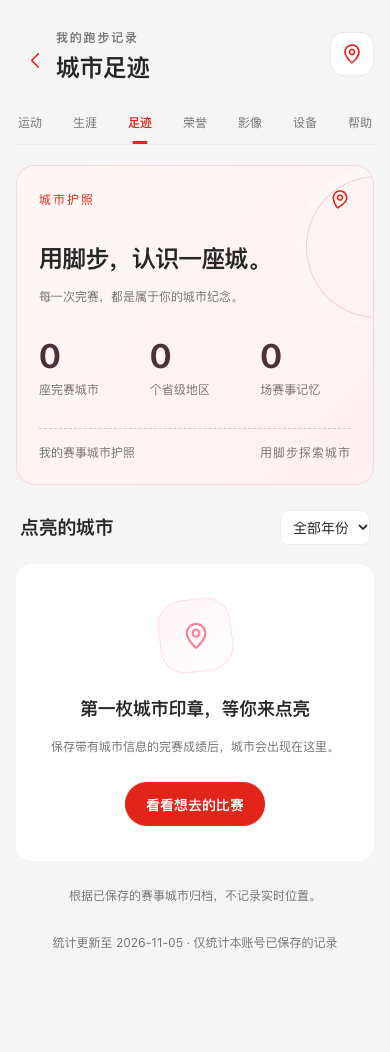 我的跑步记录
城市足迹
运动 生涯 足迹 荣誉 影像 设备 帮助
城市护照
用脚步，认识一座城。
每一次完赛，都是属于你的城市纪念。
0 0 0
座完赛城市 个省级地区 场赛事记忆
我的赛事城市护照 用脚步探索城市
点亮的城市 全部年份
第一枚城市印章，等你来点亮
保存带有城市信息的完赛成绩后，城市会出现在这里。
看看想去的比赛
根据已保存的赛事城市归档，不记录实时位置。
统计更新至 2026-11-05 · 仅统计本账号已保存的记录